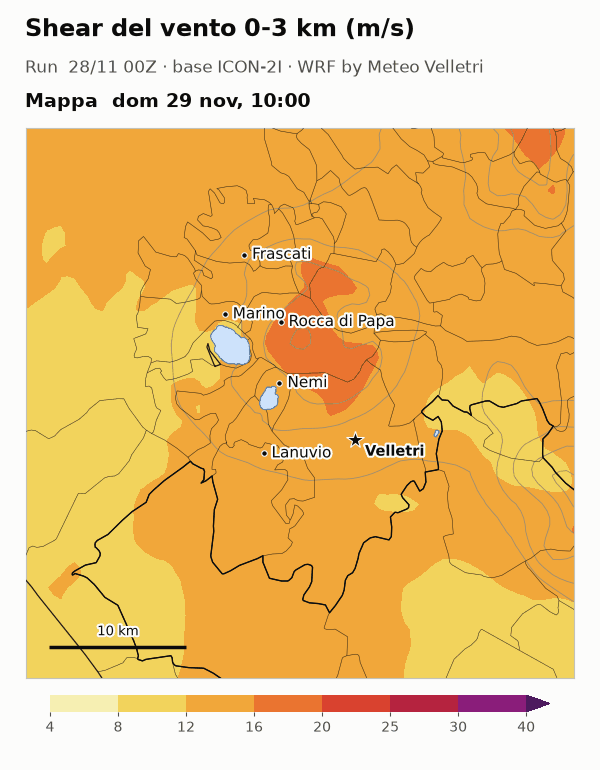 Shear del vento 0-3 km (m/s)
Run  28/11 00Z · base ICON-2I · WRF by Meteo Velletri
Mappa  dom 29 nov, 10:00
Frascati
Marino
Rocca di Papa
Nemi
Velletri
Lanuvio
10 km
4 8 12 16 20 25 30 40